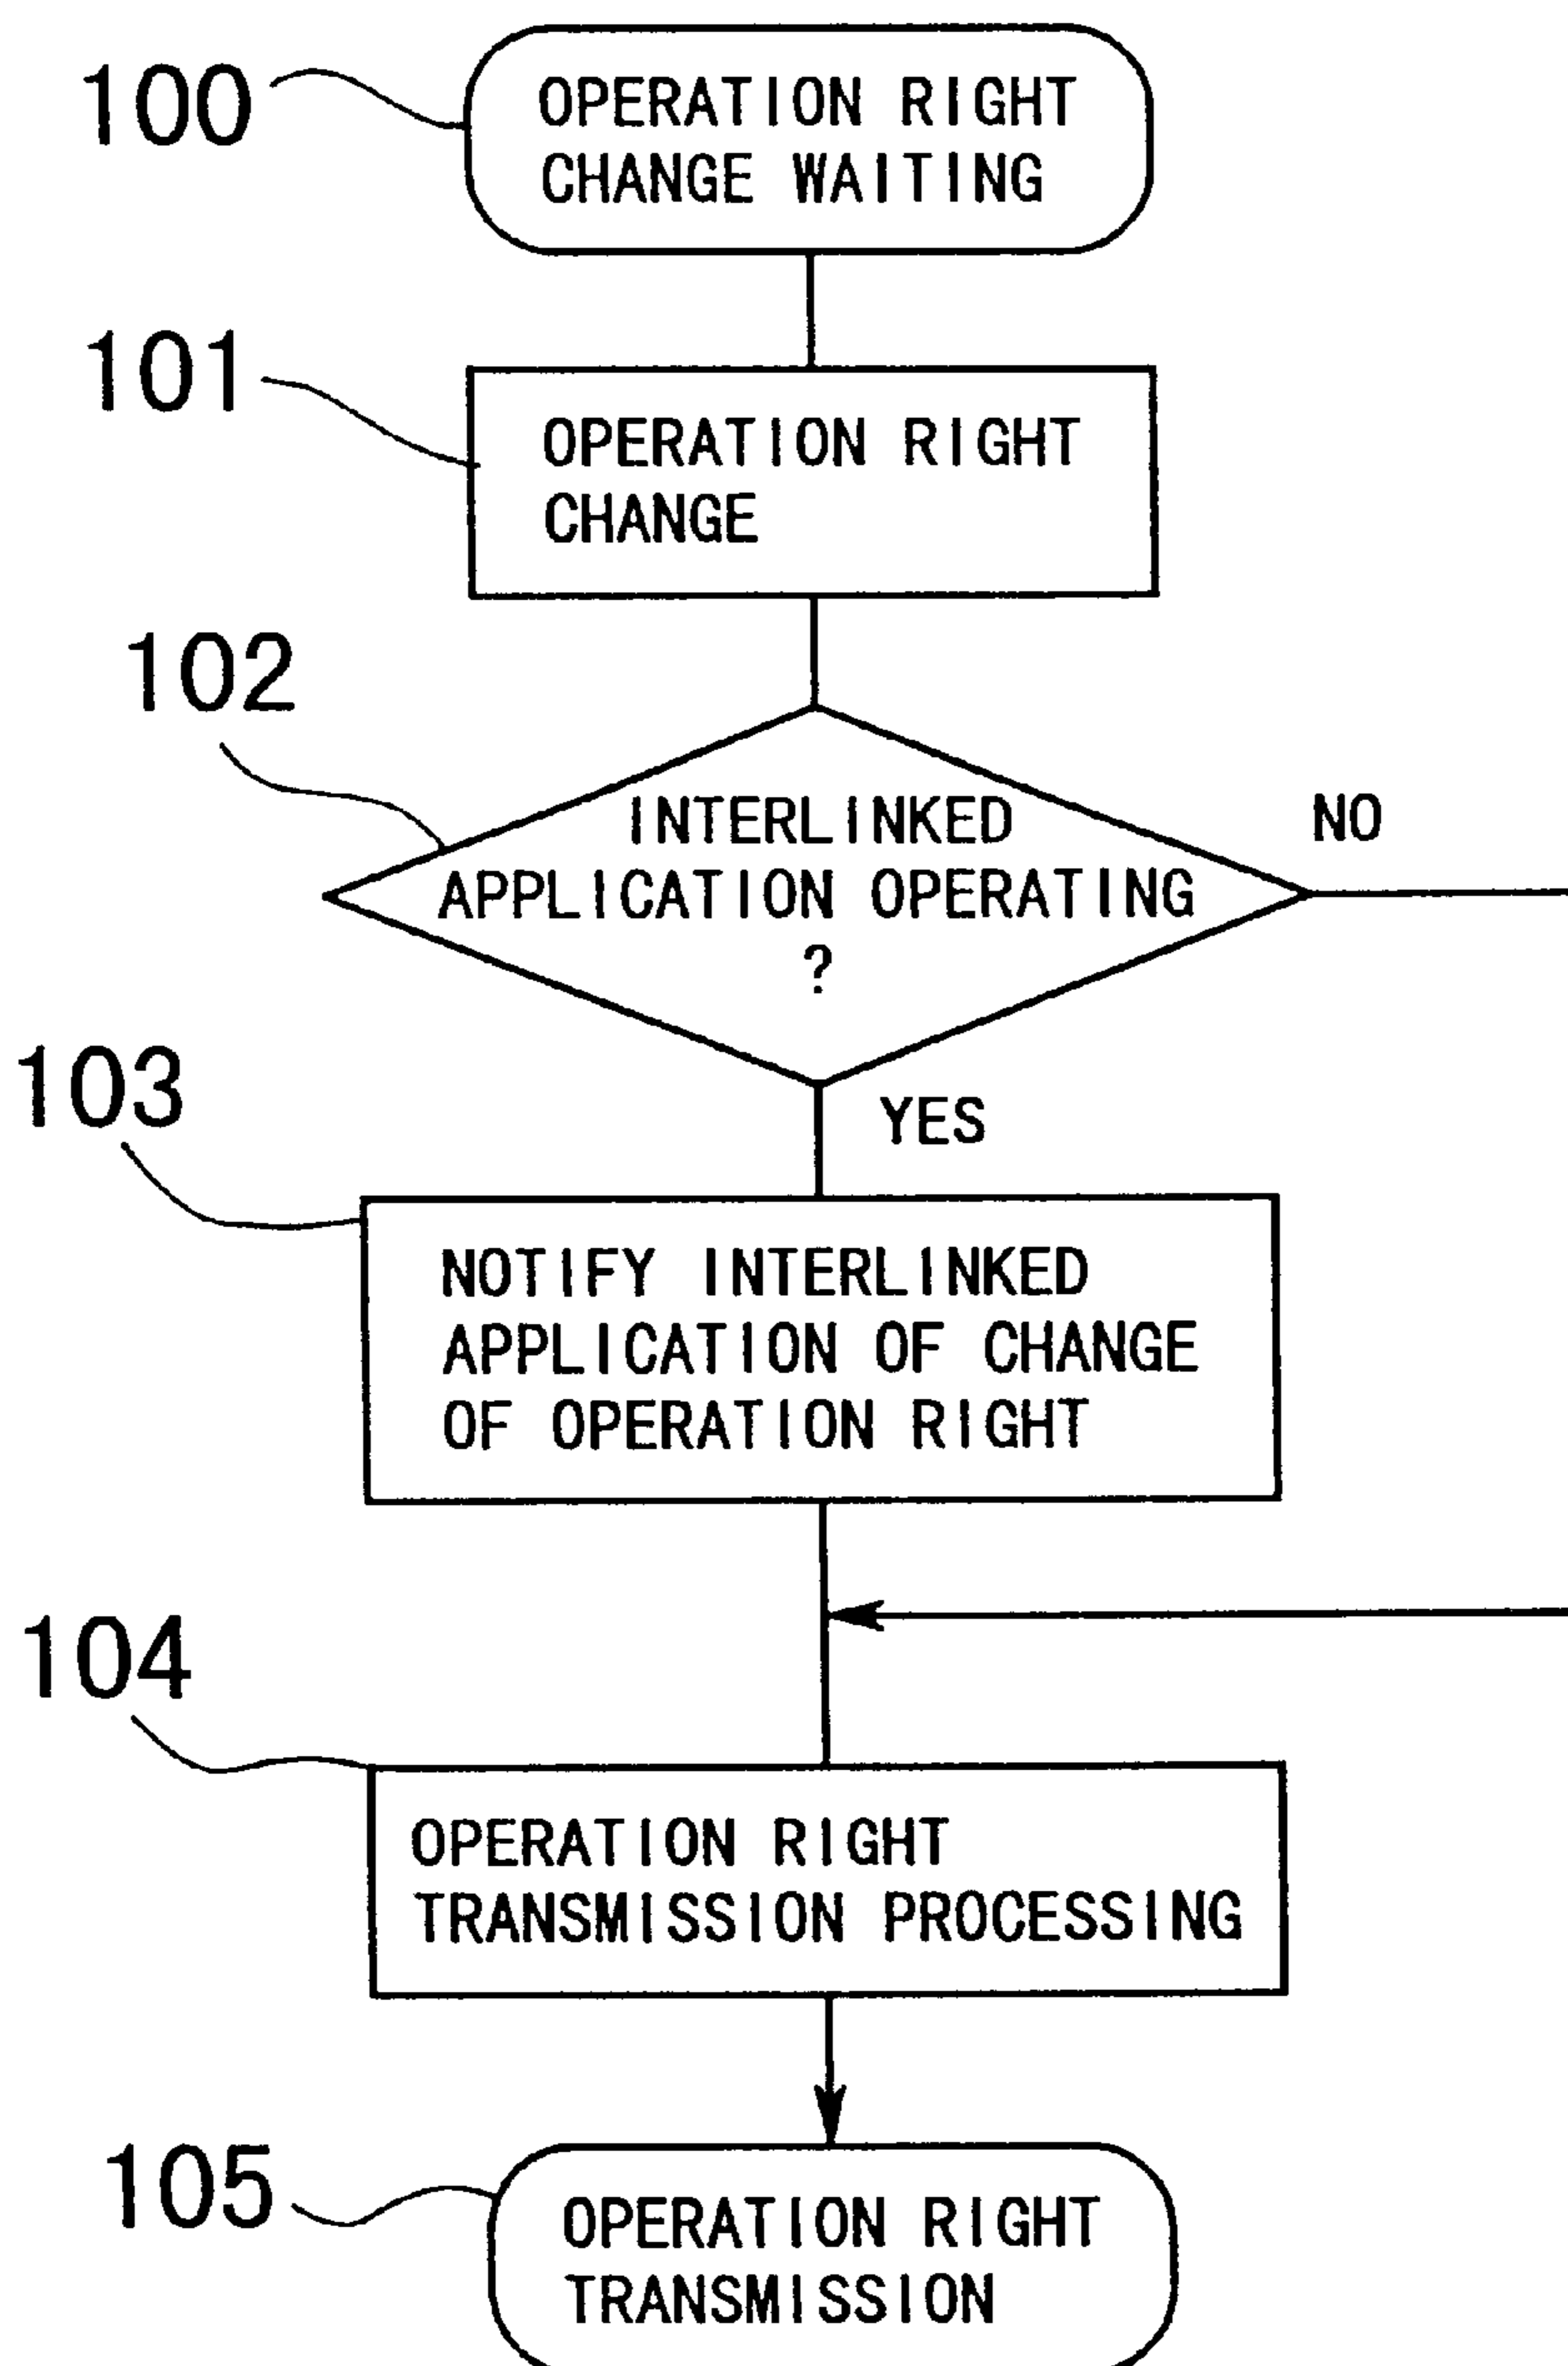 100
OPERATION RIGHT
CHANGE WAITING
101
OPERATION RIGHT
CHANGE
102
INTERLINKED
APPLICATION OPERATING
?
NO
YES
103
NOTIFY INTERLINKED
APPLICATION OF CHANGE
OF OPERATION RIGHT
104
OPERATION RIGHT
TRANSMISSION PROCESSING
105
OPERATION RIGHT
TRANSMISSION